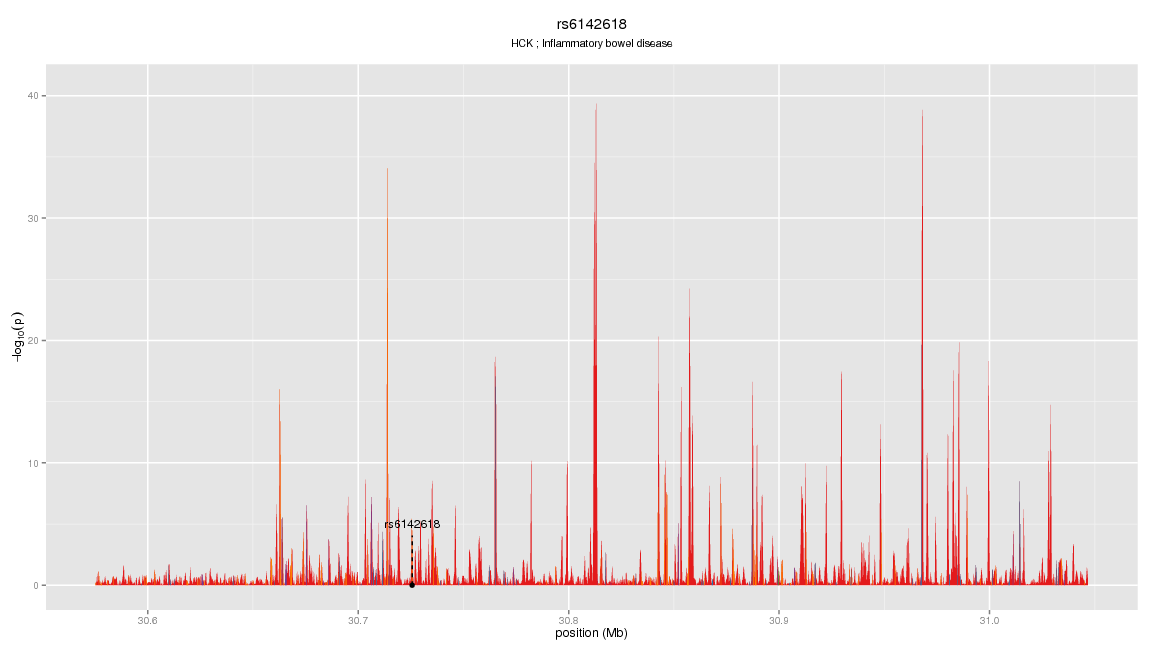 rs6142618
HCK ; Inflammatory bowel disease
40
30
20
10
0
−log10(p)
rs6142618
30.6
30.7
30.8
30.9
31.0
position (Mb)